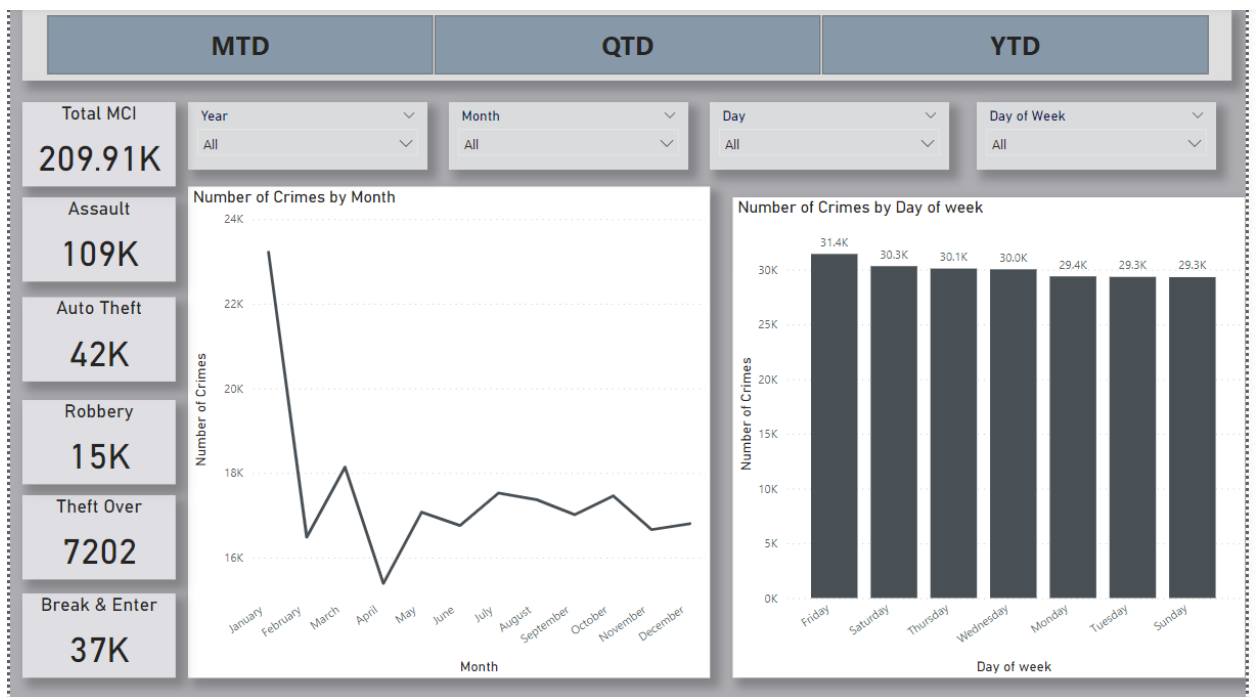 MTD QTD YTD
Total MCI
209.91K
Assault
109K
Auto Theft
42K
Robbery
15K
Theft Over
7202
Break & Enter
37K
Year
All
Month
All
Day
All
Day of Week
All
Number of Crimes by Month
24K
22K
20K
18K
16K
Number of Crimes
January February March April May June July August September October November December
Month
Number of Crimes by Day of week
31.4K 30.3K 30.1K 30.0K 29.4K 29.3K 29.3K
30K
25K
20K
15K
10K
5K
0K
Number of Crimes
Friday Saturday Thursday Wednesday Monday Tuesday Sunday
Day of week